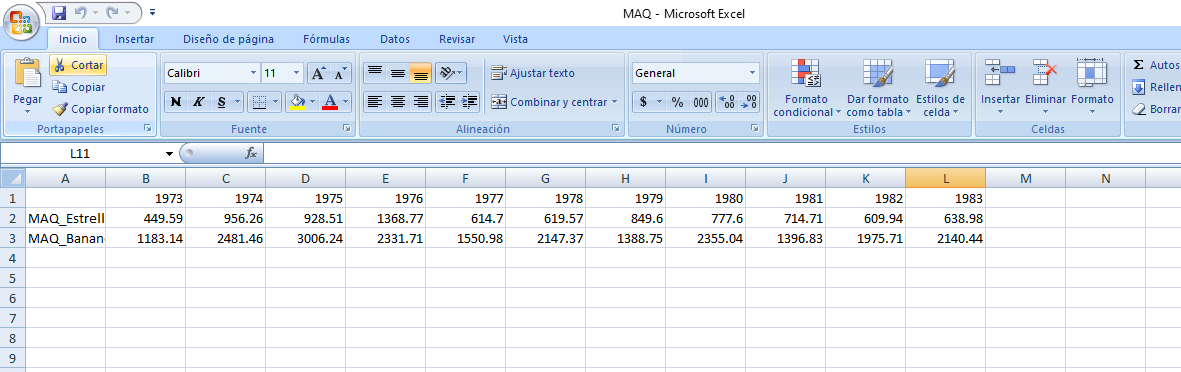 MAQ - Microsoft Excel
Inicio Insertar Diseño de página Fórmulas Datos Revisar Vista
Pegar
Cortar
Copiar
Copiar formato
Portapapeles
Calibri 11 A A
N K S A
Fuente
Ajustar texto
Combinar y centrar
Alineación
General
$ % 000 ,00 ,00
Número
Formato condicional
Dar formato como tabla
Estilos de celda
Estilos
Insertar Eliminar Formato
Celdas
Σ Autos
Rellen
Borra
L11 fx
A B C D E F G H I J K L M N
1 1973 1974 1975 1976 1977 1978 1979 1980 1981 1982 1983
2 MAQ_Estrell 449.59 956.26 928.51 1368.77 614.7 619.57 849.6 777.6 714.71 609.94 638.98
3 MAQ_Banan 1183.14 2481.46 3006.24 2331.71 1550.98 2147.37 1388.75 2355.04 1396.83 1975.71 2140.44
4
5
6
7
8
9